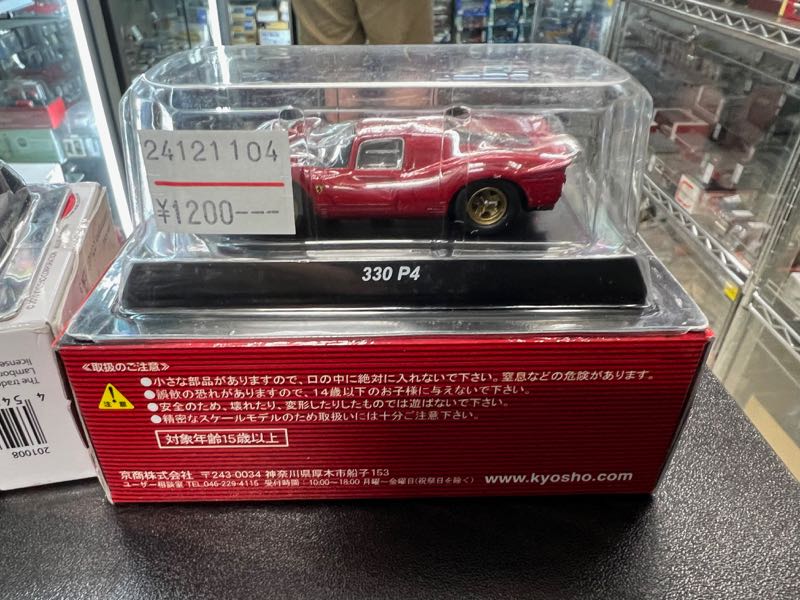 24121104
¥1200---
330 P4
≪取扱のご注意≫
注意
●小さな部品がありますので、口の中に絶対に入れないで下さい。窒息などの危険があります。
●誤飲の恐れがありますので、14歳以下のお子様に与えないで下さい。
●安全のため、壊れたり、変形したりしたものでは遊ばないで下さい。
●精密なスケールモデルのため取扱いには十分ご注意下さい。
対象年齢15歳以上
京商株式会社 〒243-0034 神奈川県厚木市船子153
ユーザー相談室 TEL.046-229-4115 受付時間:10:00〜18:00 月曜〜金曜日(祝祭日を除く)
www.kyosho.com
The trad
Lambor
license
4 54
201008